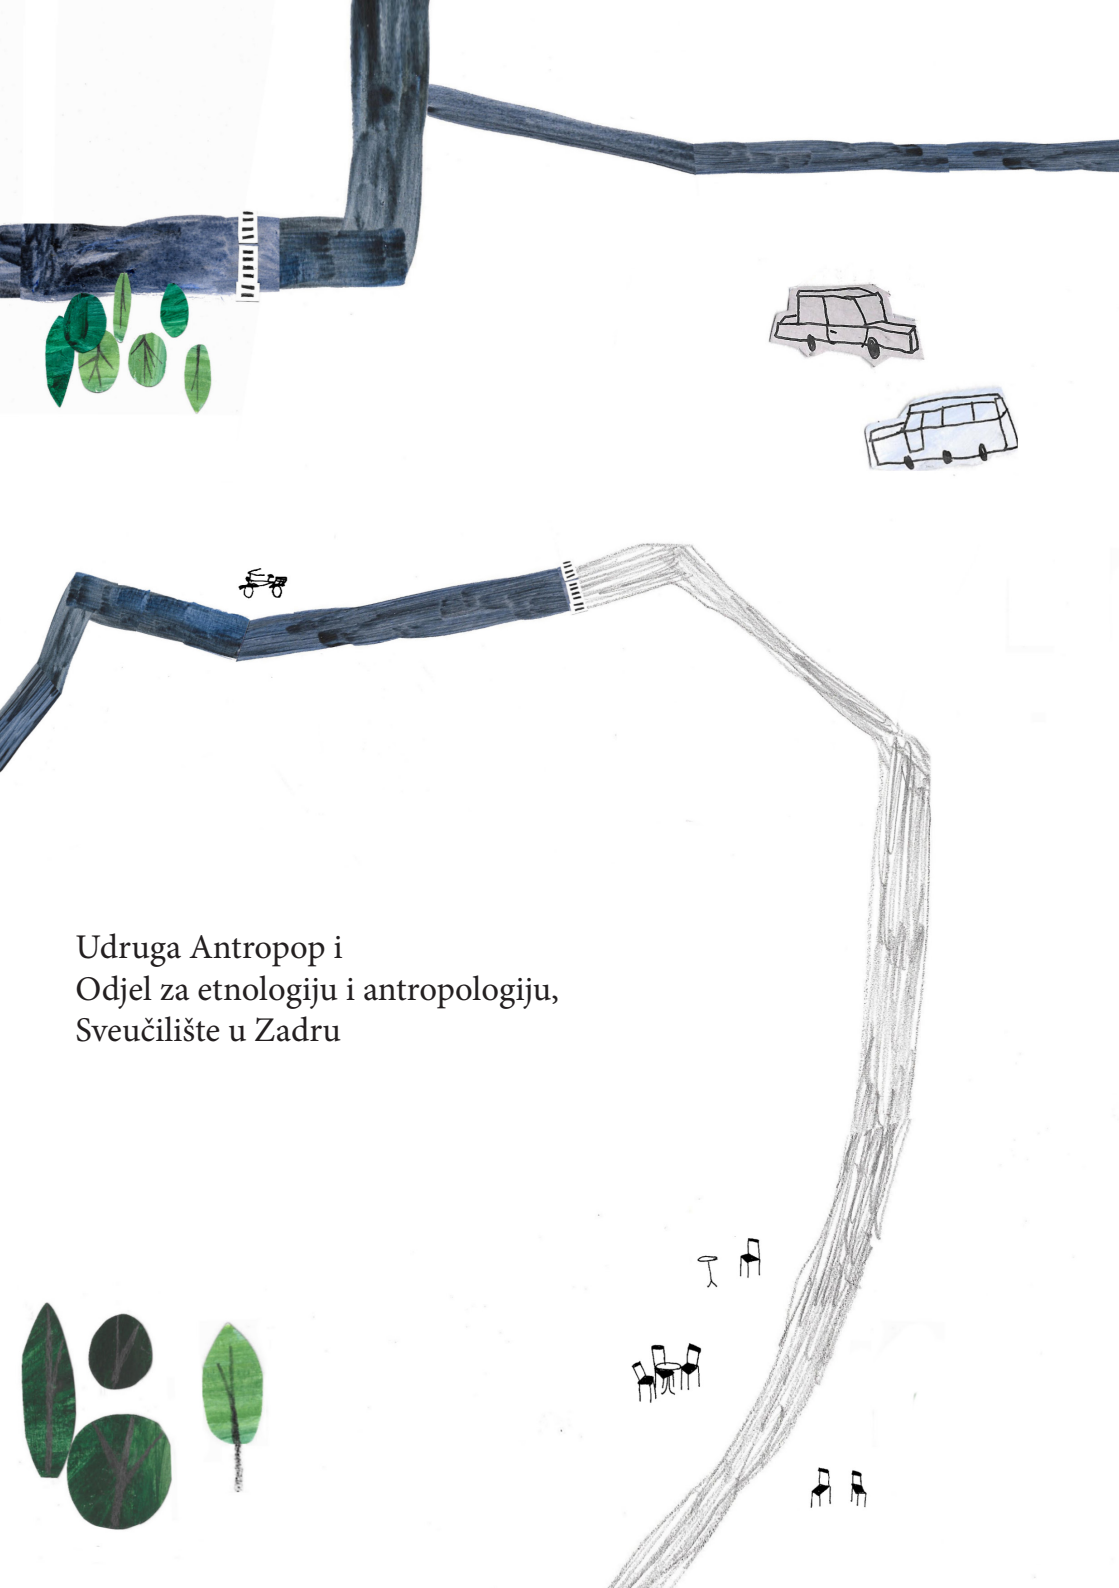 Udruga Antropop i
Odjel za etnologiju i antropologiju,
Sveučilište u Zadru